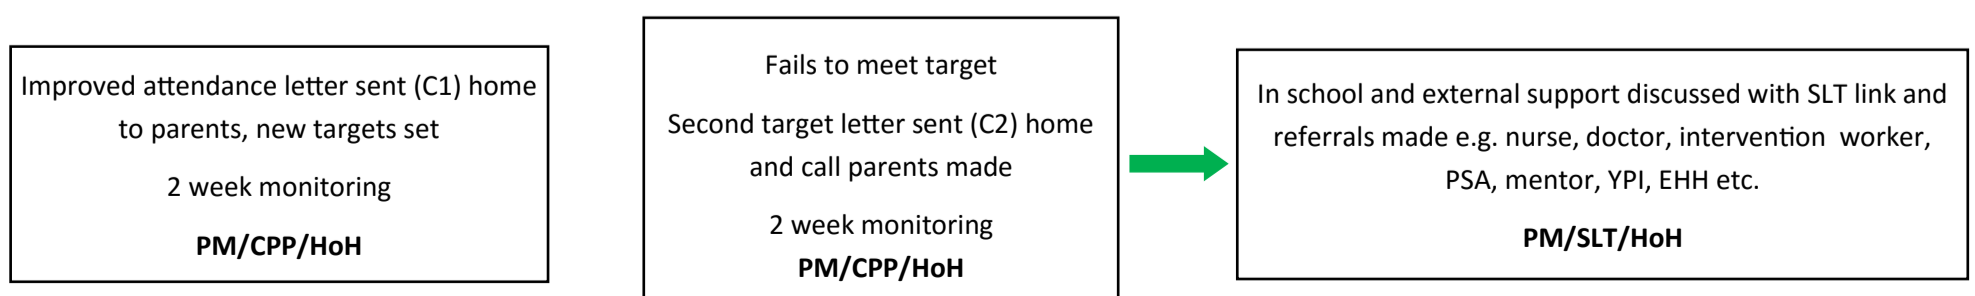 Improved attendance letter sent (C1) home
to parents, new targets set
2 week monitoring
PM/CPP/HoH
Fails to meet target
Second target letter sent (C2) home
and call parents made
2 week monitoring
PM/CPP/HoH
In school and external support discussed with SLT link and
referrals made e.g. nurse, doctor, intervention  worker,
PSA, mentor, YPI, EHH etc.
PM/SLT/HoH